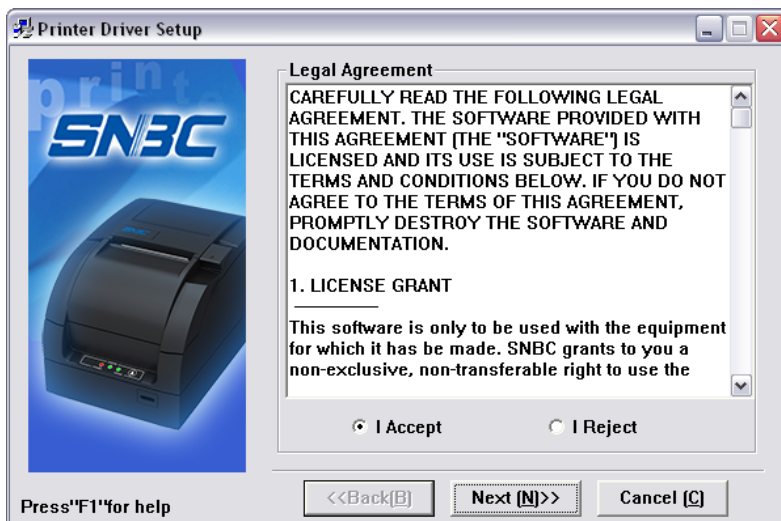 Printer Driver Setup
printe
SNBC
SNBC
Legal Agreement
CAREFULLY READ THE FOLLOWING LEGAL
AGREEMENT. THE SOFTWARE PROVIDED WITH
THIS AGREEMENT (THE "SOFTWARE") IS
LICENSED AND ITS USE IS SUBJECT TO THE
TERMS AND CONDITIONS BELOW. IF YOU DO NOT
AGREE TO THE TERMS OF THIS AGREEMENT,
PROMPTLY DESTROY THE SOFTWARE AND
DOCUMENTATION.
1. LICENSE GRANT
This software is only to be used with the equipment
for which it has be made. SNBC grants to you a
non-exclusive, non-transferable right to use the
I Accept
I Reject
Press"F1"for help
<<Back(B)
Next (N)>>
Cancel (C)